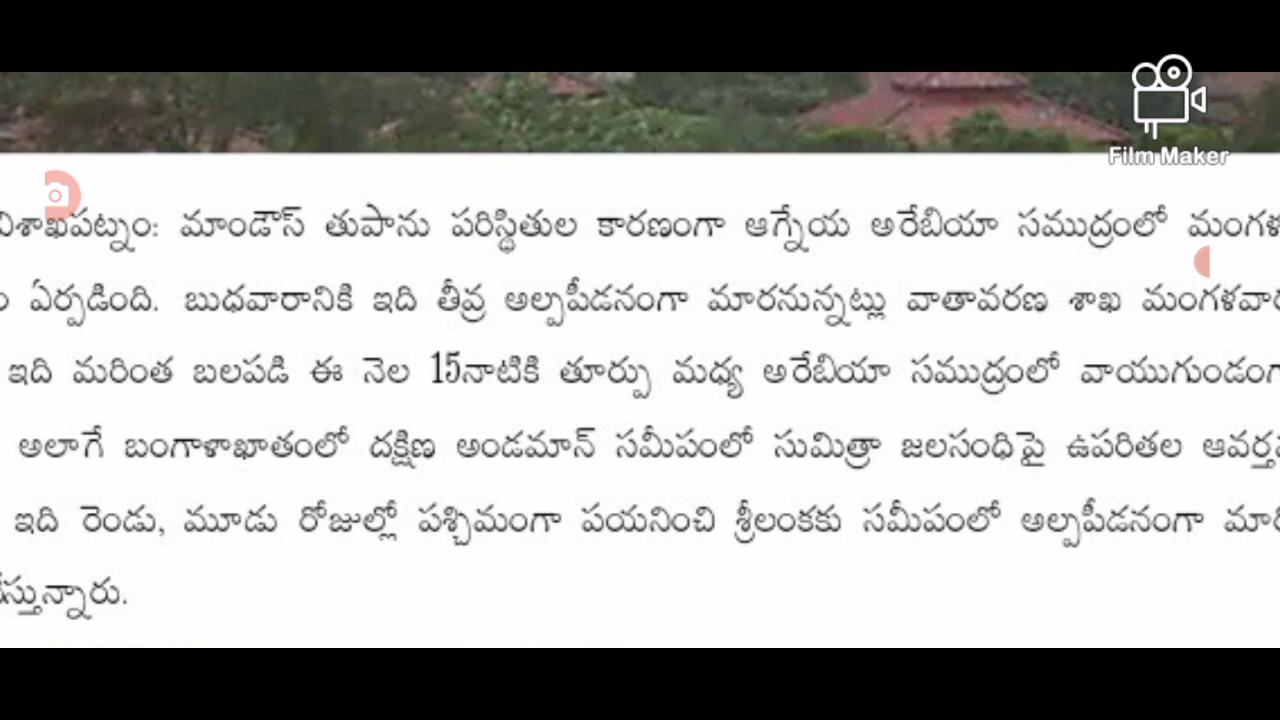 Film Maker
విశాఖపట్నం: మాండౌస్ తుపాను పరిస్థితుల కారణంగా ఆగ్నేయ అరేబియా సముద్రంలో
ఏర్పడింది. బుధవారానికి ఇది తీవ్ర అల్పపీడనంగా మారనున్నట్లు వాతావరణ శాఖ
ఇది మరింత బలపడి ఈ నెల 15నాటికి తూర్పు మధ్య అరేబియా సముద్రంలో వాయుగుండంగా
అలాగే బంగాళాఖాతంలో దక్షిణ అండమాన్ సమీపంలో సుమిత్రా జలసంధిపై ఉపరితల
ఇది రెండు, మూడు రోజుల్లో పశ్చిమంగా పయనించి శ్రీలంకకు సమీపంలో అల్పపీడనంగా